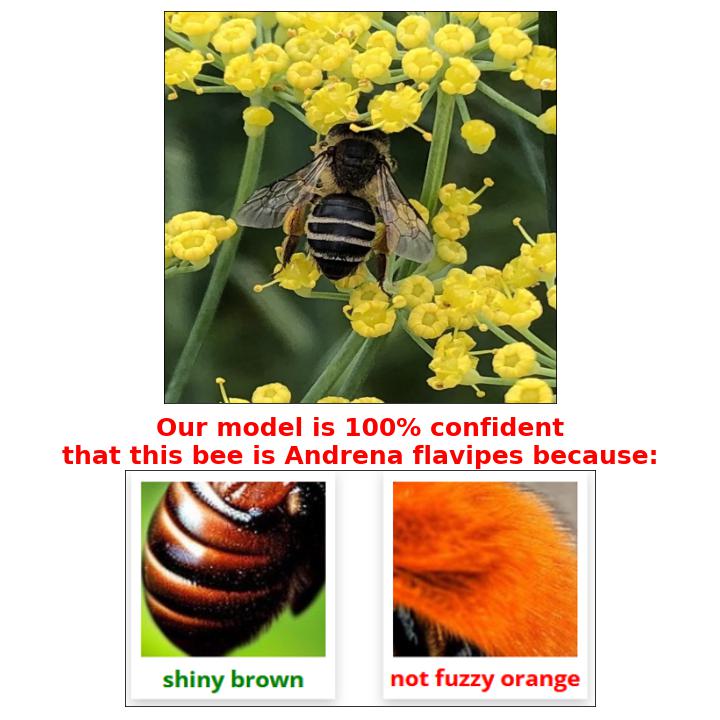 Our model is 100% confident
that this bee is Andrena flavipes because:
shiny brown
not fuzzy orange